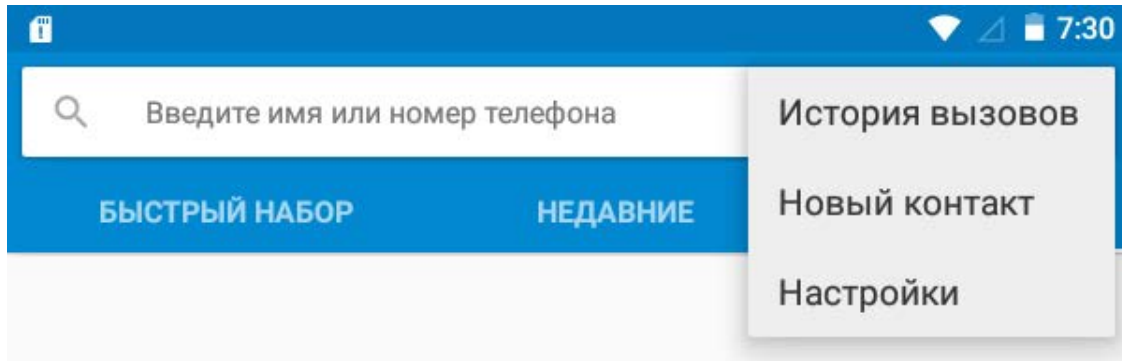 7:30
Введите имя или номер телефона
История вызовов
БЫСТРЫЙ НАБОР
НЕДАВНИЕ
Новый контакт
Настройки